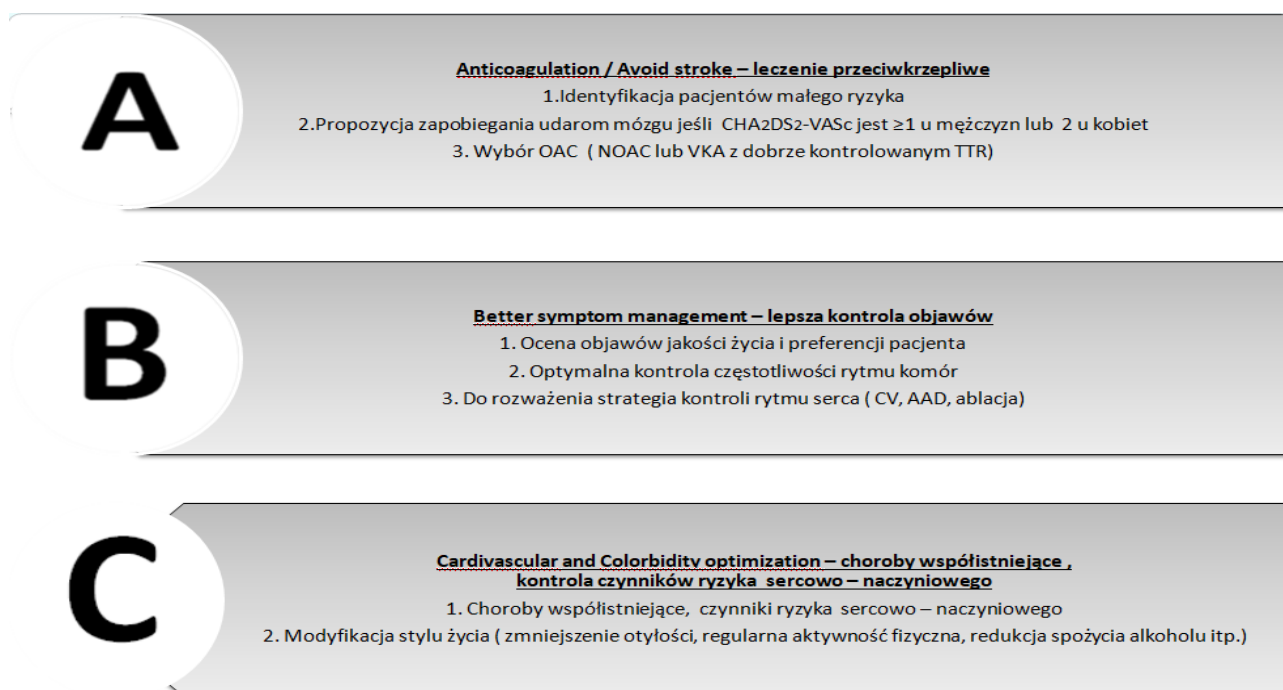 A
Anticoagulation / Avoid stroke – leczenie przeciwkrzepliwe
1.Identyfikacja pacjentów małego ryzyka
2.Propozycja zapobiegania udarom mózgu jeśli CHA2DS2-VASc jest ≥1 u mężczyzn lub 2 u kobiet
3. Wybór OAC ( NOAC lub VKA z dobrze kontrolowanym TTR)
B
Better symptom management – lepsza kontrola objawów
1. Ocena objawów jakości życia i preferencji pacjenta
2. Optymalna kontrola częstotliwości rytmu komór
3. Do rozważenia strategia kontroli rytmu serca ( CV, AAD, ablacja)
C
Cardivascular and Colorbidity optimization – choroby współistniejące ,
kontrola czynników ryzyka sercowo – naczyniowego
1. Choroby współistniejące, czynniki ryzyka sercowo – naczyniowego
2. Modyfikacja stylu życia ( zmniejszenie otyłości, regularna aktywność fizyczna, redukcja spożycia alkoholu itp.)